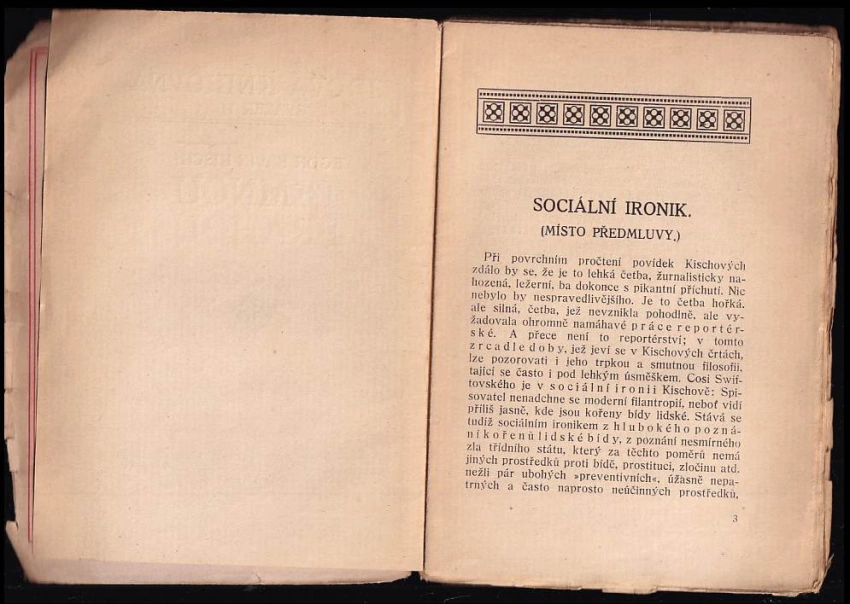 SOCIÁLNÍ IRONIK.
(MÍSTO PŘEDMLUVY.)
Při povrchním pročtení povídek Kischových
zdálo by se, že je to lehká četba, žurnalisticky na-
hozená, ležerní, ba dokonce s pikantní příchutí. Nic
nebylo by nespravedlivějšího. Je to četba hořká.
ale silná, četba, jež nevznikla pohodlně, ale vy-
žadovala ohromně namáhavé práce reportér-
ské. A přece není to reportérství; v tomto
zrcadle doby, jež jeví se v Kischových črtách,
lze pozorovati i jeho trpkou a smutnou filosofii.
tající se často i pod lehkým úsměškem. Cosi Swif-
tovského je v sociální ironii Kischově: Spi-
sovatel nenadchne se moderní filantropií, neboť vidí
příliš jasně, kde jsou kořeny bídy lidské. Stává se
tudíž sociálním ironikem z hlubokého pozná-
ní kořenů lidské bídy, z poznání nesmírného
zla třídního státu, který za těchto poměrů nemá
jiných prostředků proti bídě, prostituci, zločinu atd.
nežli pár ubohých »preventivních«, úžasně nepa-
trných a často naprosto neúčinných prostředků,
3